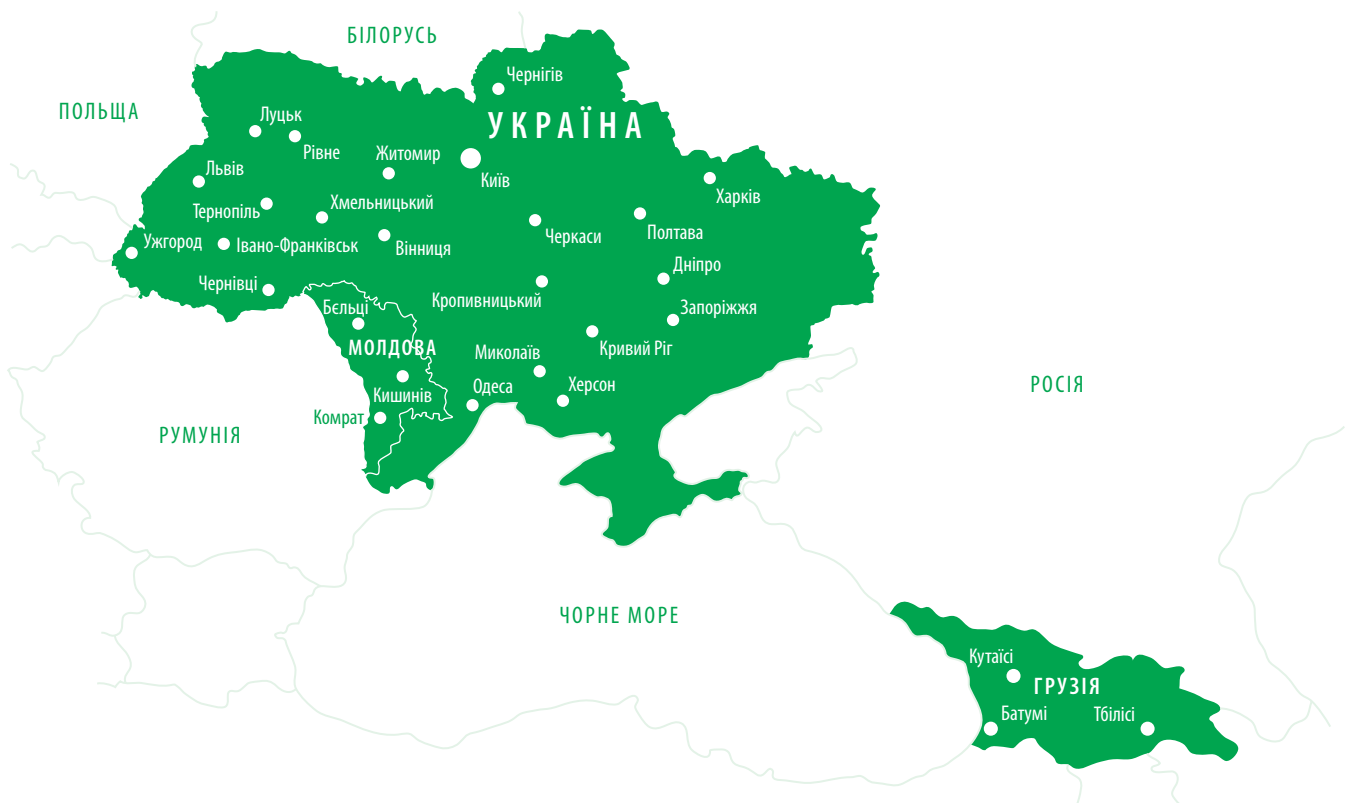 БІЛОРУСЬ
Чернігів
ПОЛЬЩА
Луцьк
УКРАЇНА
Рівне
Житомир
Львів
Київ
Харків
Тернопіль
Хмельницький
Ужгород
Івано-Франківськ
Вінниця
Черкаси
Полтава
Дніпро
Чернівці
Кропивницький
Бєльці
Запоріжжя
МОЛДОВА
Миколаїв
Кривий Ріг
Кишинів
Одеса
Херсон
РОСІЯ
Комрат
РУМУНІЯ
ЧОРНЕ МОРЕ
Кутаїсі
ГРУЗІЯ
Батумі
Тбілісі